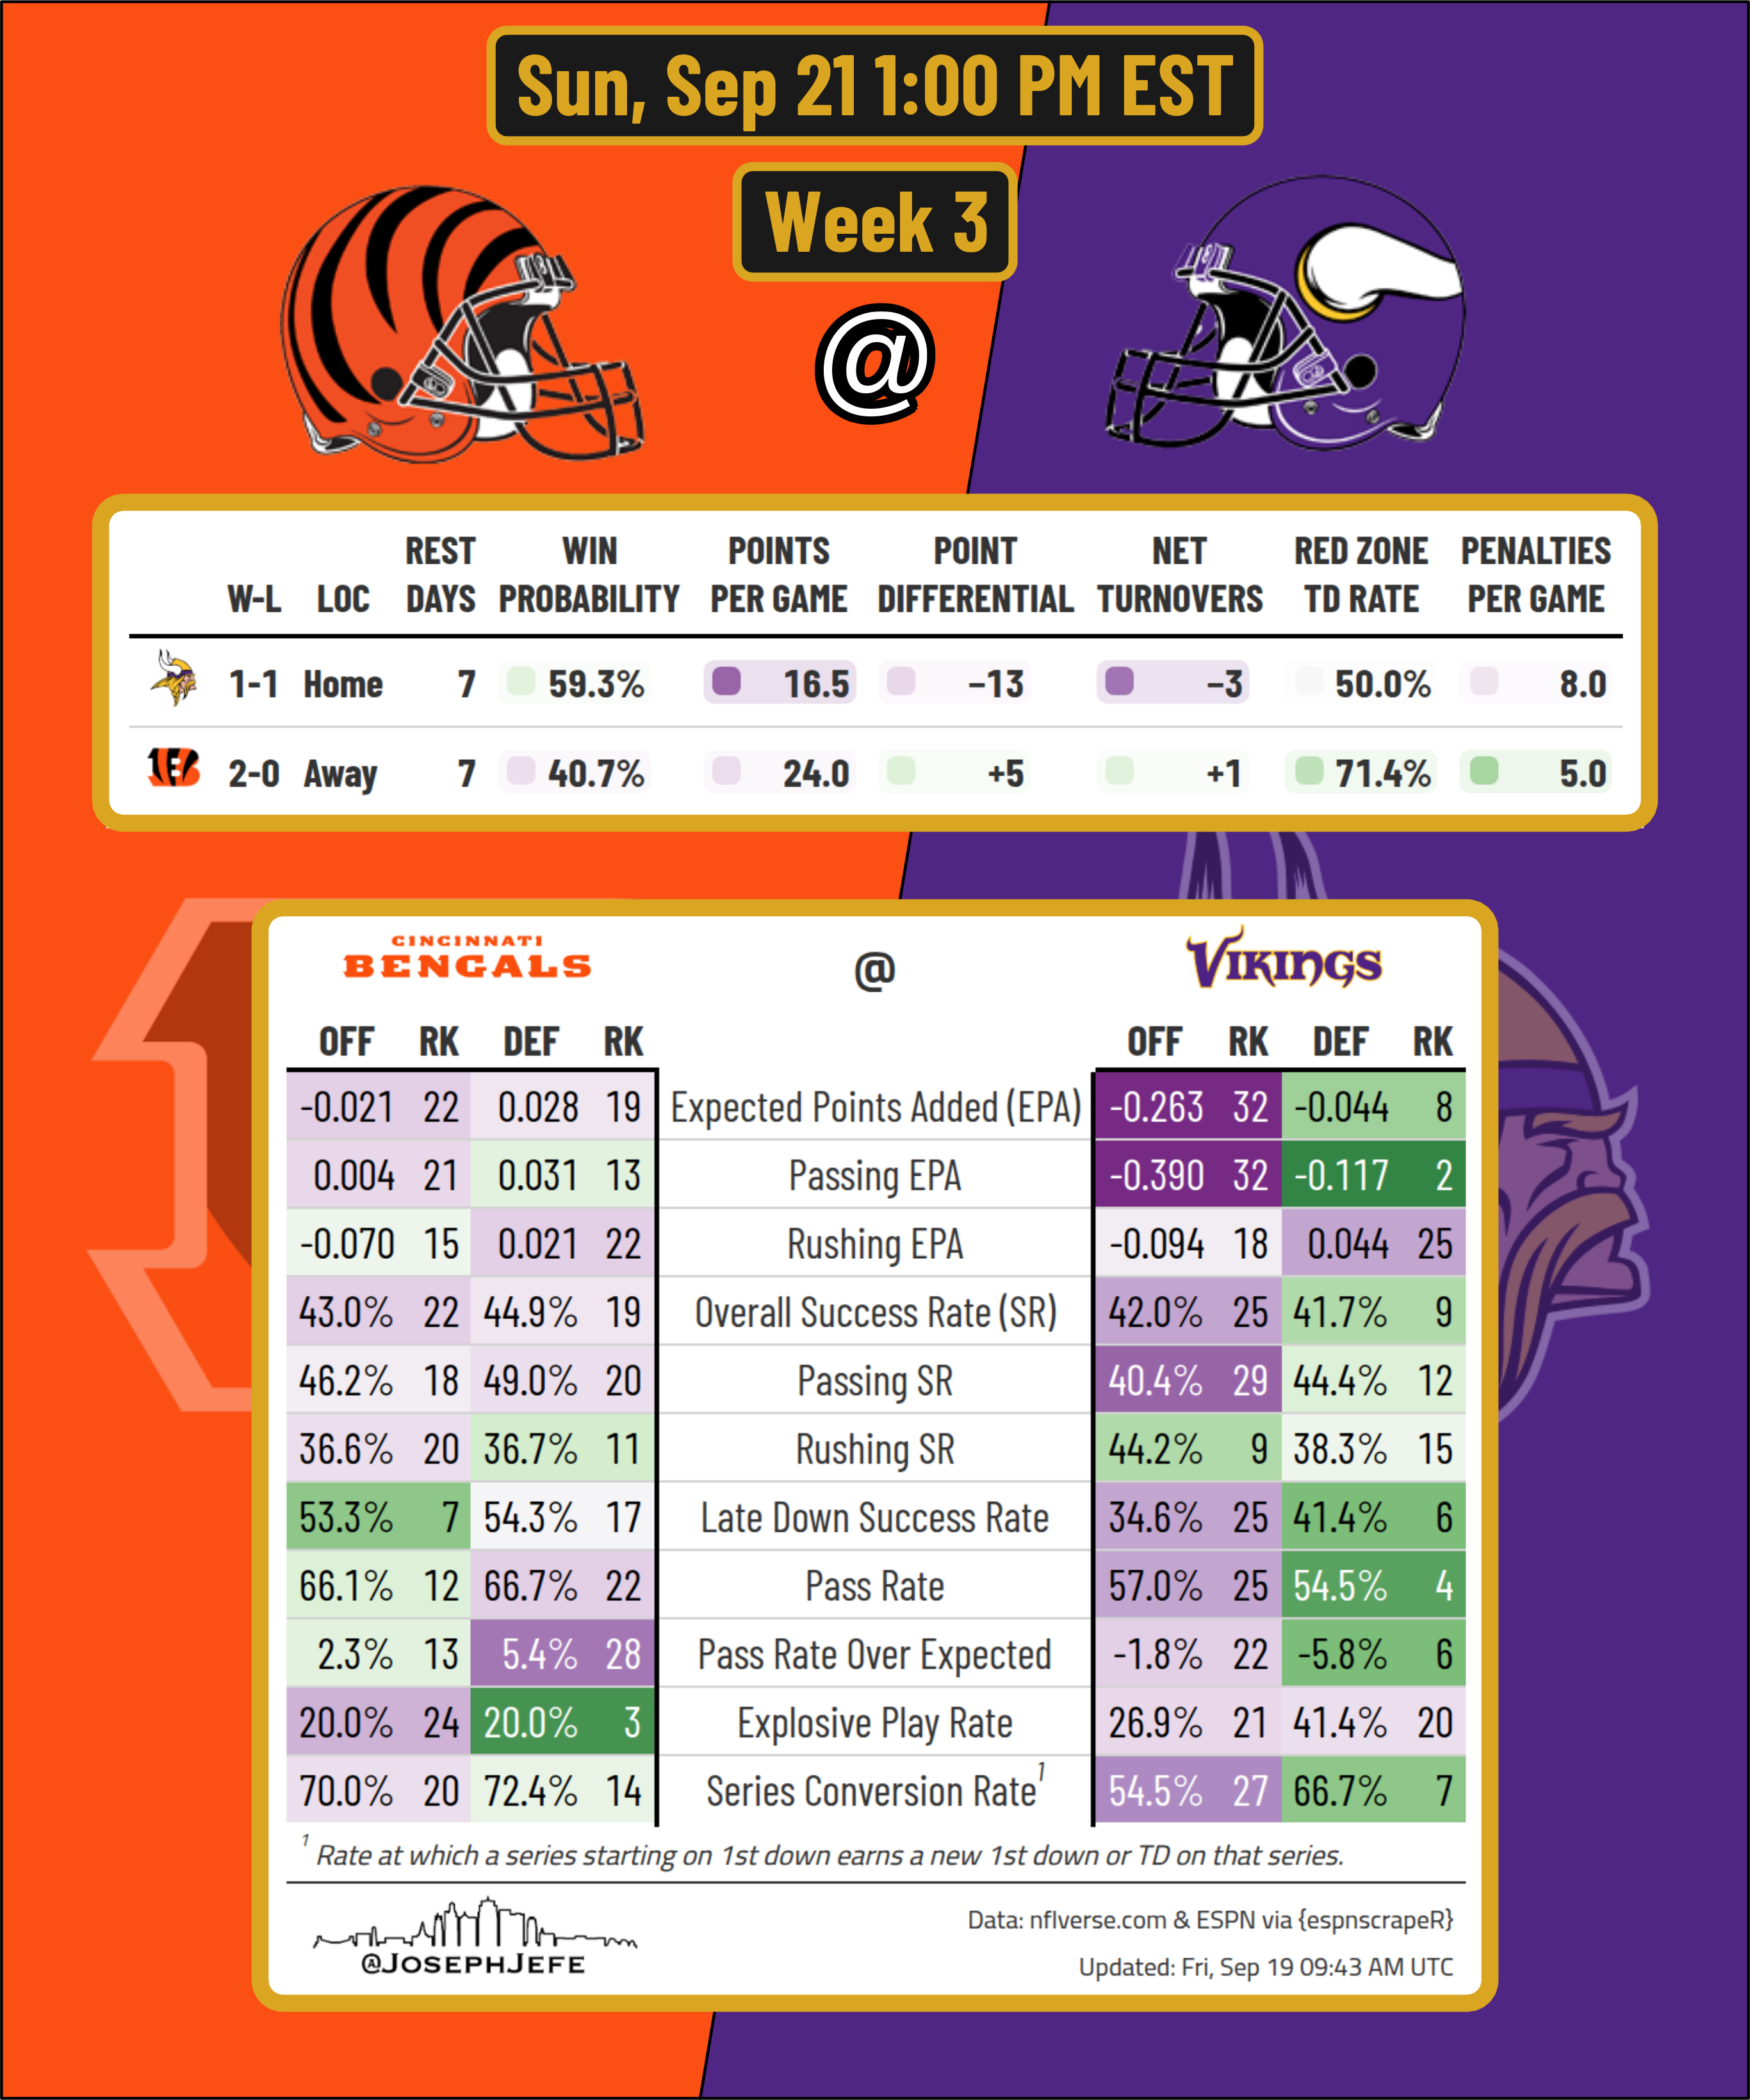 Sun, Sep 21 1:00 PM EST
Week 3
@
W-L LOC REST DAYS WIN PROBABILITY POINTS PER GAME POINT DIFFERENTIAL NET TURNOVERS RED ZONE TD RATE PENALTIES PER GAME
1-1 Home 7 59.3% 16.5 −13 −3 50.0% 8.0
2-0 Away 7 40.7% 24.0 +5 +1 71.4% 5.0
CINCINNATI
BENGALS @ VIKINGS
OFF RK DEF RK OFF RK DEF RK
-0.021 22 0.028 19 Expected Points Added (EPA) -0.263 32 -0.044 8
0.004 21 0.031 13 Passing EPA -0.390 32 -0.117 2
-0.070 15 0.021 22 Rushing EPA -0.094 18 0.044 25
43.0% 22 44.9% 19 Overall Success Rate (SR) 42.0% 25 41.7% 9
46.2% 18 49.0% 20 Passing SR 40.4% 29 44.4% 12
36.6% 20 36.7% 11 Rushing SR 44.2% 9 38.3% 15
53.3% 7 54.3% 17 Late Down Success Rate 34.6% 25 41.4% 6
66.1% 12 66.7% 22 Pass Rate 57.0% 25 54.5% 4
2.3% 13 5.4% 28 Pass Rate Over Expected -1.8% 22 -5.8% 6
20.0% 24 20.0% 3 Explosive Play Rate 26.9% 21 41.4% 20
70.0% 20 72.4% 14 Series Conversion Rate1 54.5% 27 66.7% 7
1 Rate at which a series starting on 1st down earns a new 1st down or TD on that series.
@JOSEPHJEFE
Data: nflverse.com & ESPN via {espnscrapeR}
Updated: Fri, Sep 19 09:43 AM UTC